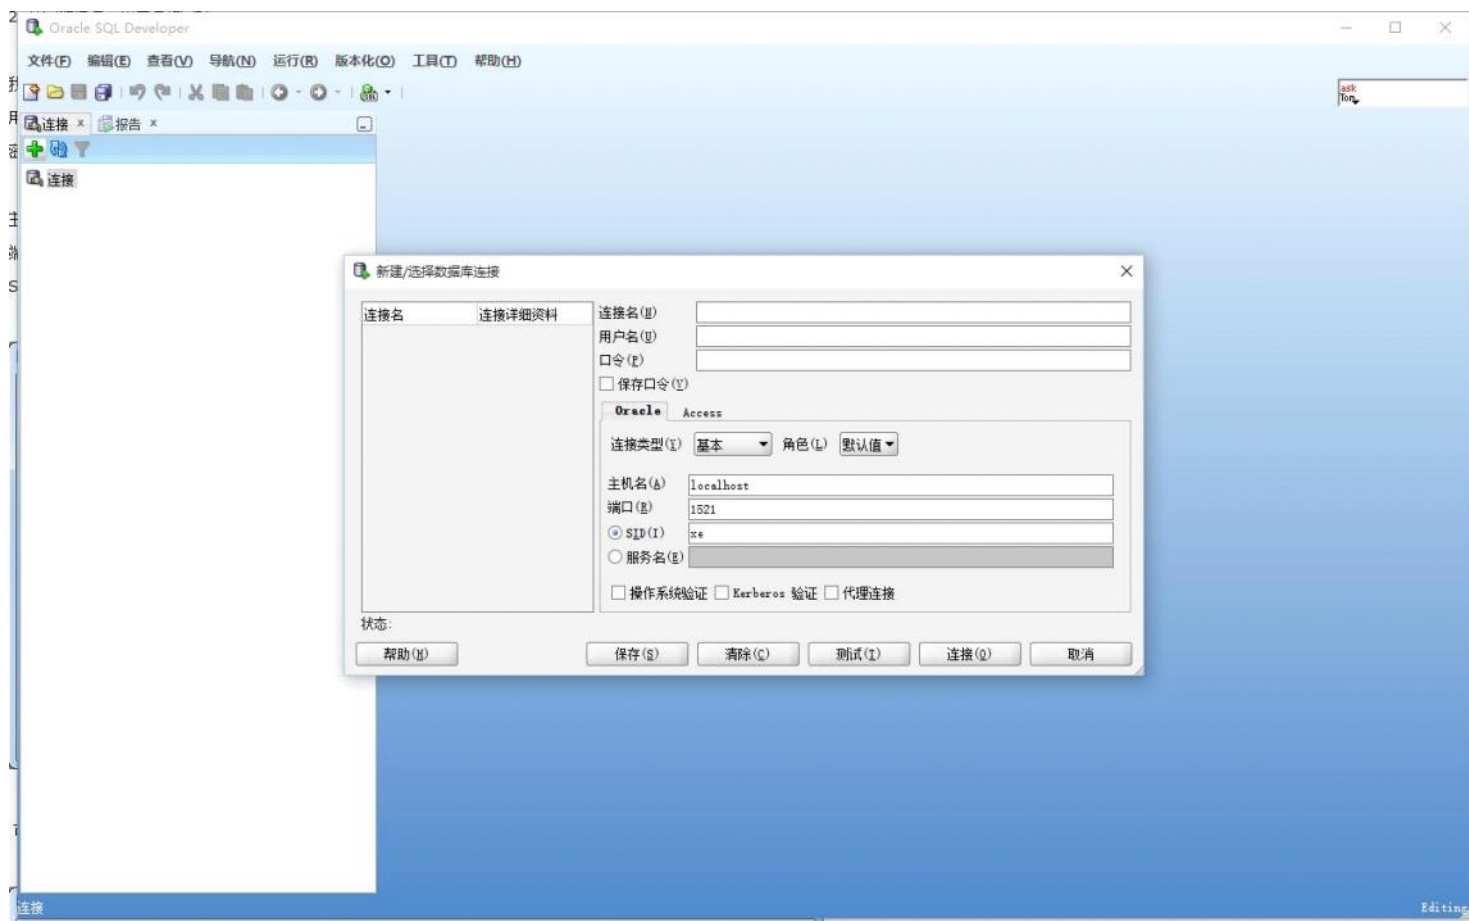 Oracle SQL Developer
文件(F) 编辑(E) 查看(V) 导航(N) 运行(R) 版本化(O) 工具(T) 帮助(H)
ask
Tom
连接 x 报告 x
连接
新建/选择数据库连接
连接名 连接详细资料
连接名(N)
用户名(U)
口令(P)
保存口令(V)
Oracle Access
连接类型(Y) 基本 角色(L) 默认值
主机名(A) localhost
端口(R) 1521
SID(I) xe
服务名(E)
操作系统验证 Kerberos 验证 代理连接
状态:
帮助(H) 保存(S) 清除(C) 测试(T) 连接(O) 取消
连接 Editing